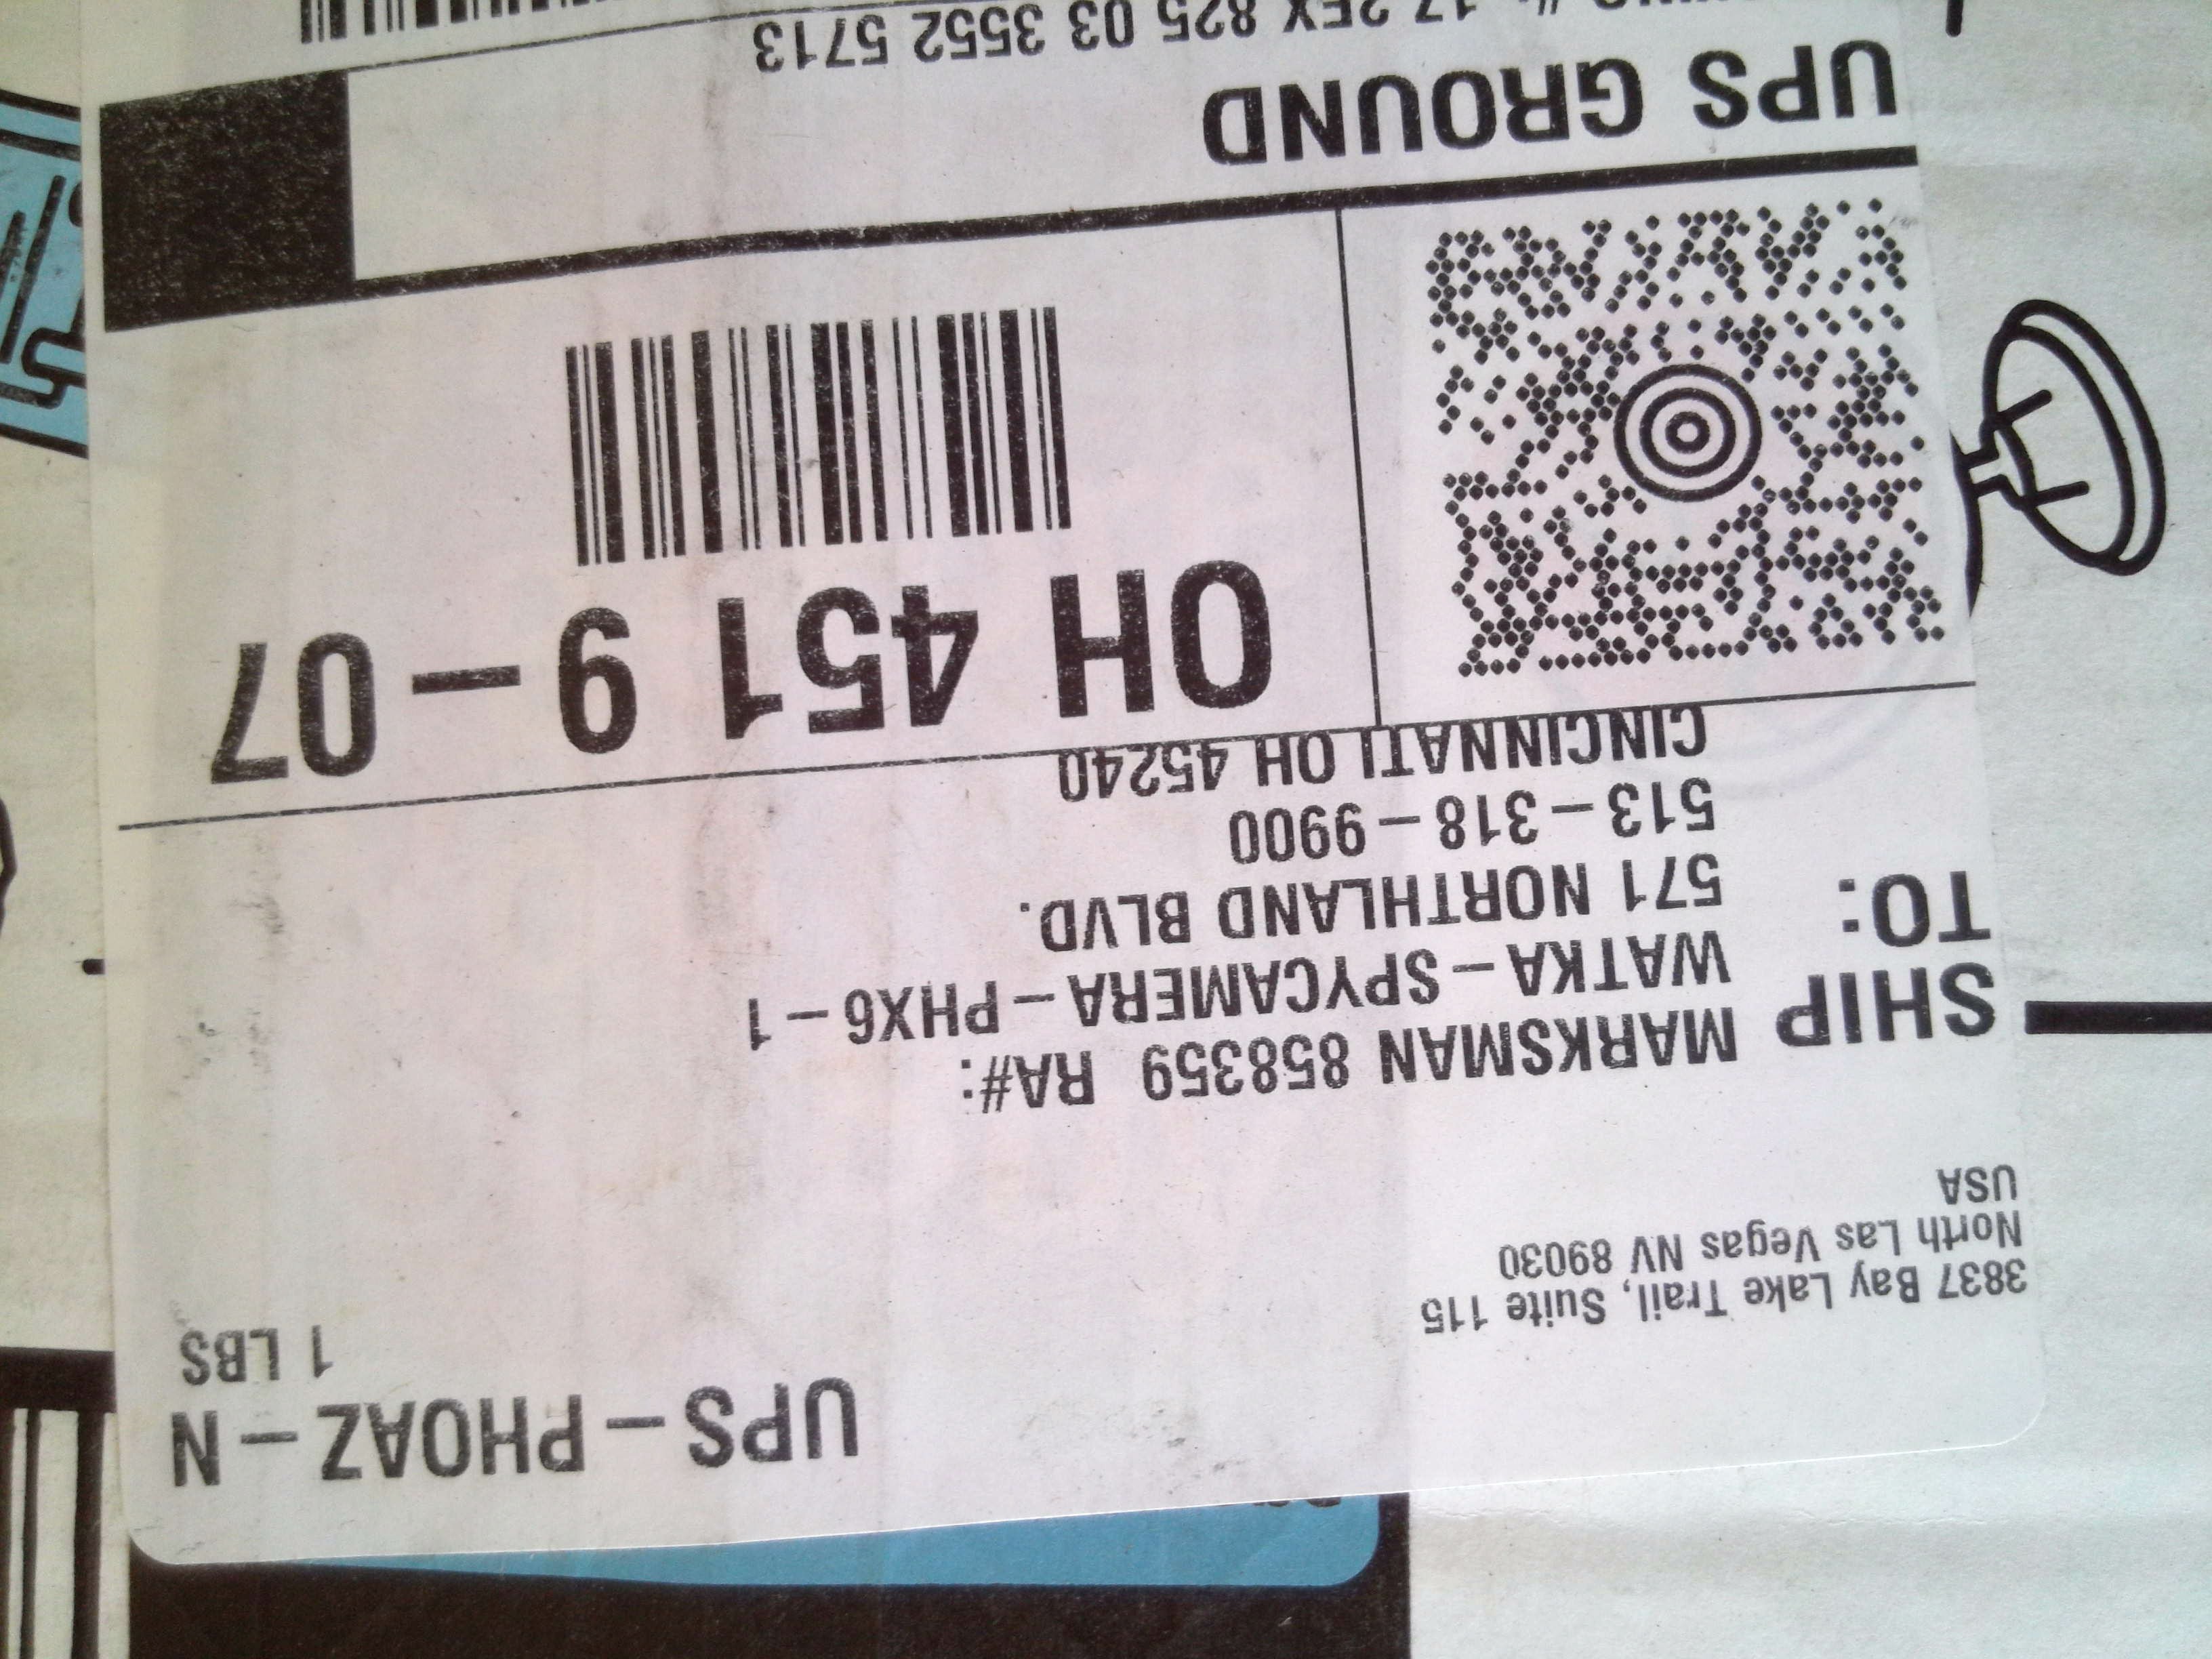 UPS-PHOAZ-N
1 LBS
3837 Bay Lake Trail, Suite 115
North Las Vegas NV 89030
USA
SHIP TO:
MARKSMAN 858359 RA#:
WATKA-SPYCAMERA-PHX6-1
571 NORTHLAND BLVD.
513-318-9900
CINCINNATI OH 45240
OH 451 9-07
UPS GROUND
#: 17 2EX 825 03 3552 5713